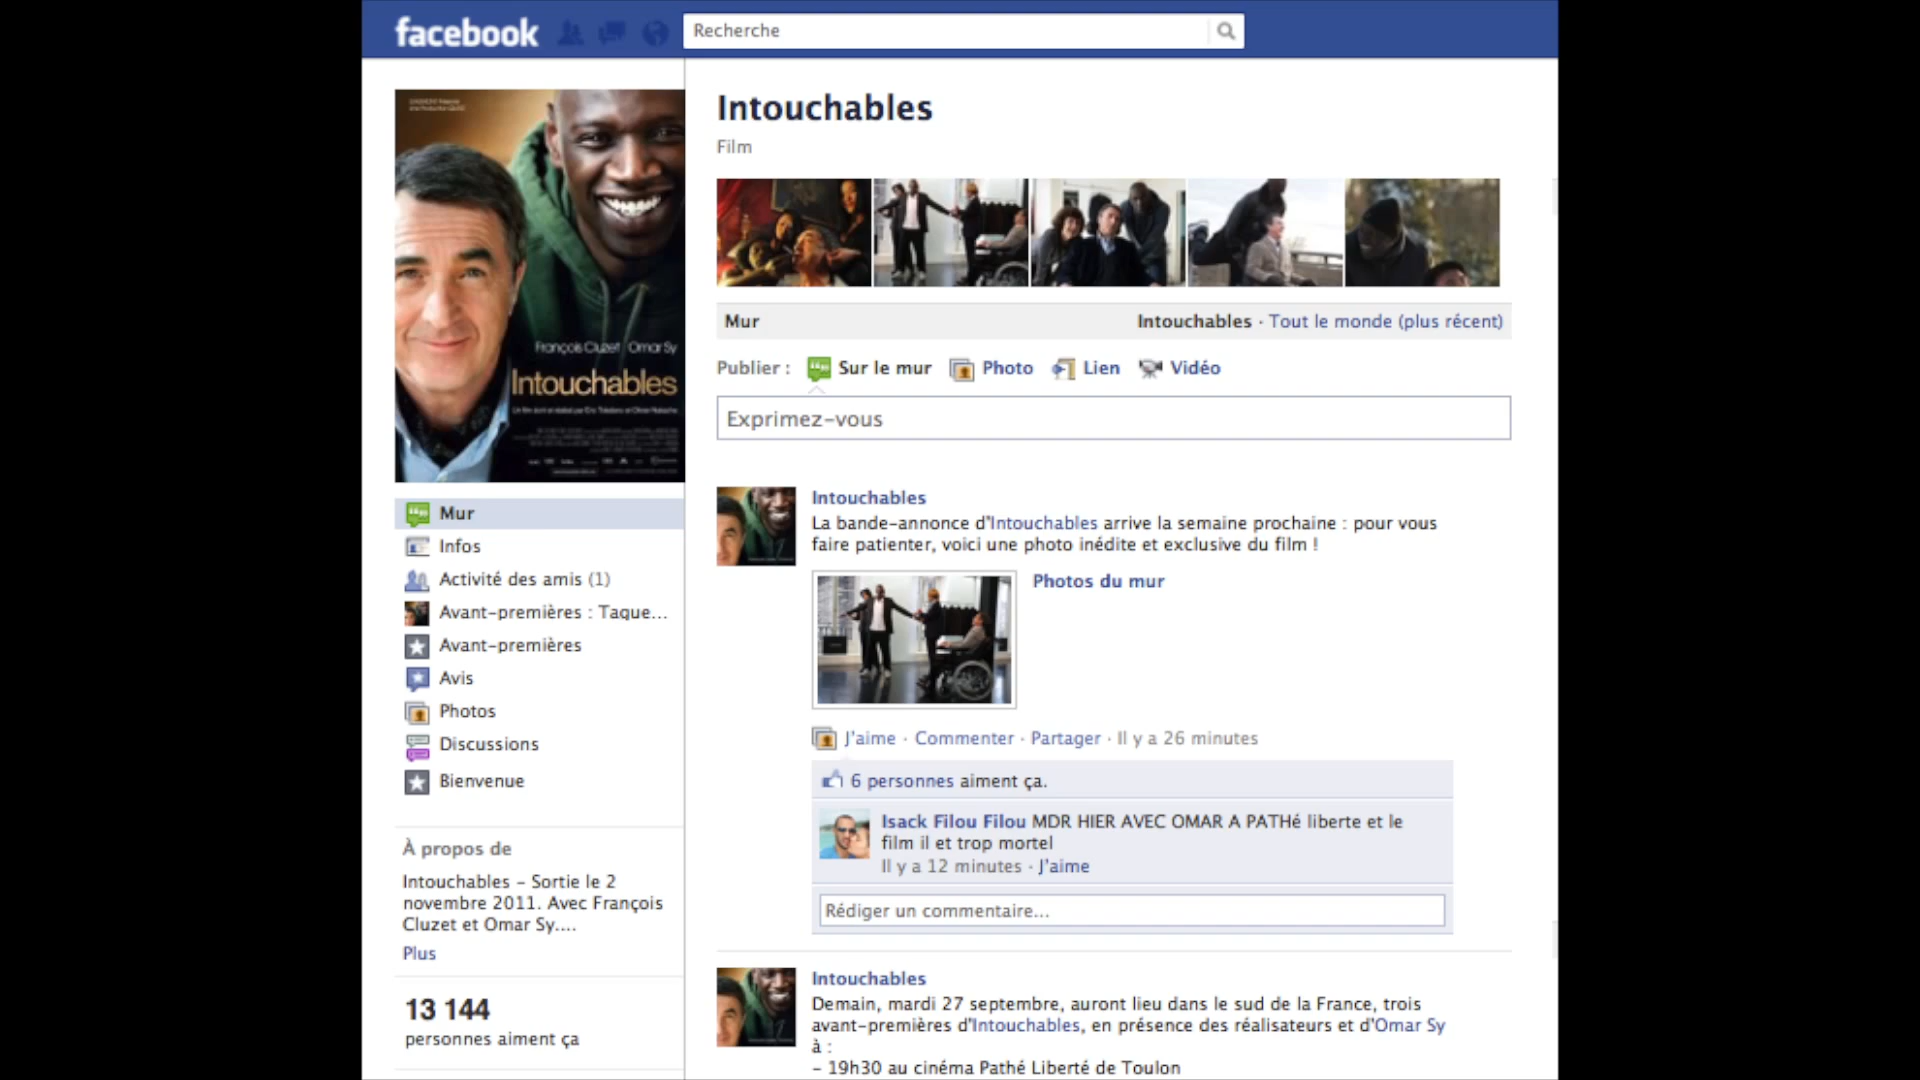 facebook
Recherche
François Cluzet Omar Sy
Intouchables
Mur
Infos
Activité des amis (1)
Avant-premières : Taque...
Avant-premières
Avis
Photos
Discussions
Bienvenue
À propos de
Intouchables – Sortie le 2
novembre 2011. Avec François
Cluzet et Omar Sy....
Plus
13 144
personnes aiment ça
Intouchables
Film
Mur
Intouchables · Tout le monde (plus récent)
Publier : Sur le mur Photo Lien Vidéo
Exprimez-vous
Intouchables
La bande-annonce d'Intouchables arrive la semaine prochaine : pour vous
faire patienter, voici une photo inédite et exclusive du film !
Photos du mur
J'aime · Commenter · Partager · Il y a 26 minutes
6 personnes aiment ça.
Isack Filou Filou MDR HIER AVEC OMAR A PATHé liberte et le
film il et trop mortel
Il y a 12 minutes · J'aime
Rédiger un commentaire...
Intouchables
Demain, mardi 27 septembre, auront lieu dans le sud de la France, trois
avant-premières d'Intouchables, en présence des réalisateurs et d'Omar Sy
à :
– 19h30 au cinéma Pathé Liberté de Toulon